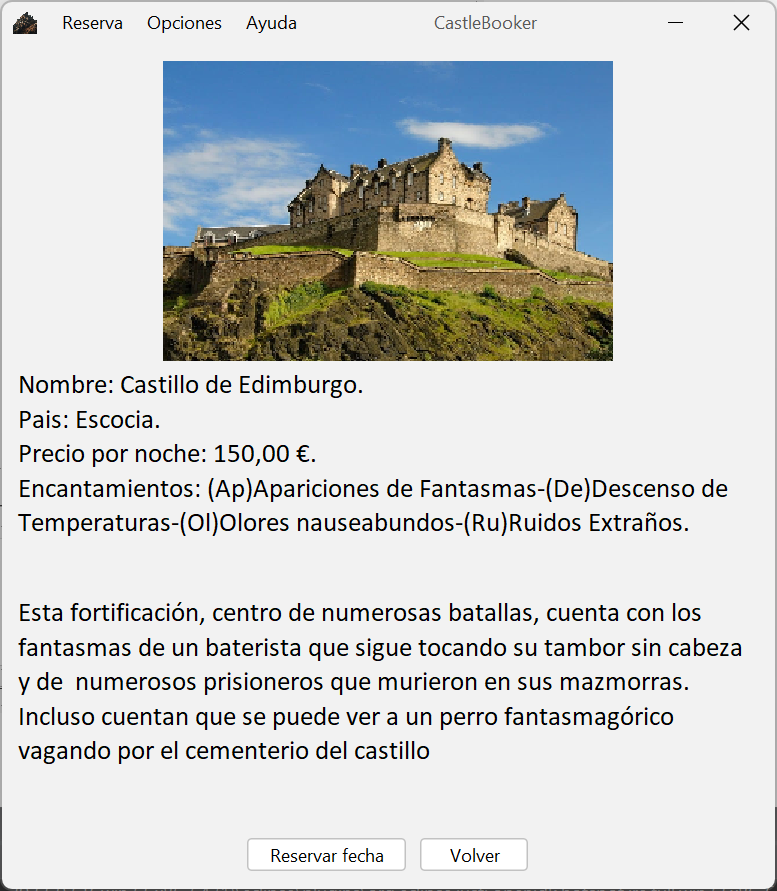 Reserva Opciones Ayuda CastleBooker
Nombre: Castillo de Edimburgo.
Pais: Escocia.
Precio por noche: 150,00 €.
Encantamientos: (Ap)Apariciones de Fantasmas-(De)Descenso de
Temperaturas-(Ol)Olores nauseabundos-(Ru)Ruidos Extraños.
Esta fortificación, centro de numerosas batallas, cuenta con los
fantasmas de un baterista que sigue tocando su tambor sin cabeza
y de  numerosos prisioneros que murieron en sus mazmorras.
Incluso cuentan que se puede ver a un perro fantasmagórico
vagando por el cementerio del castillo
Reservar fecha Volver